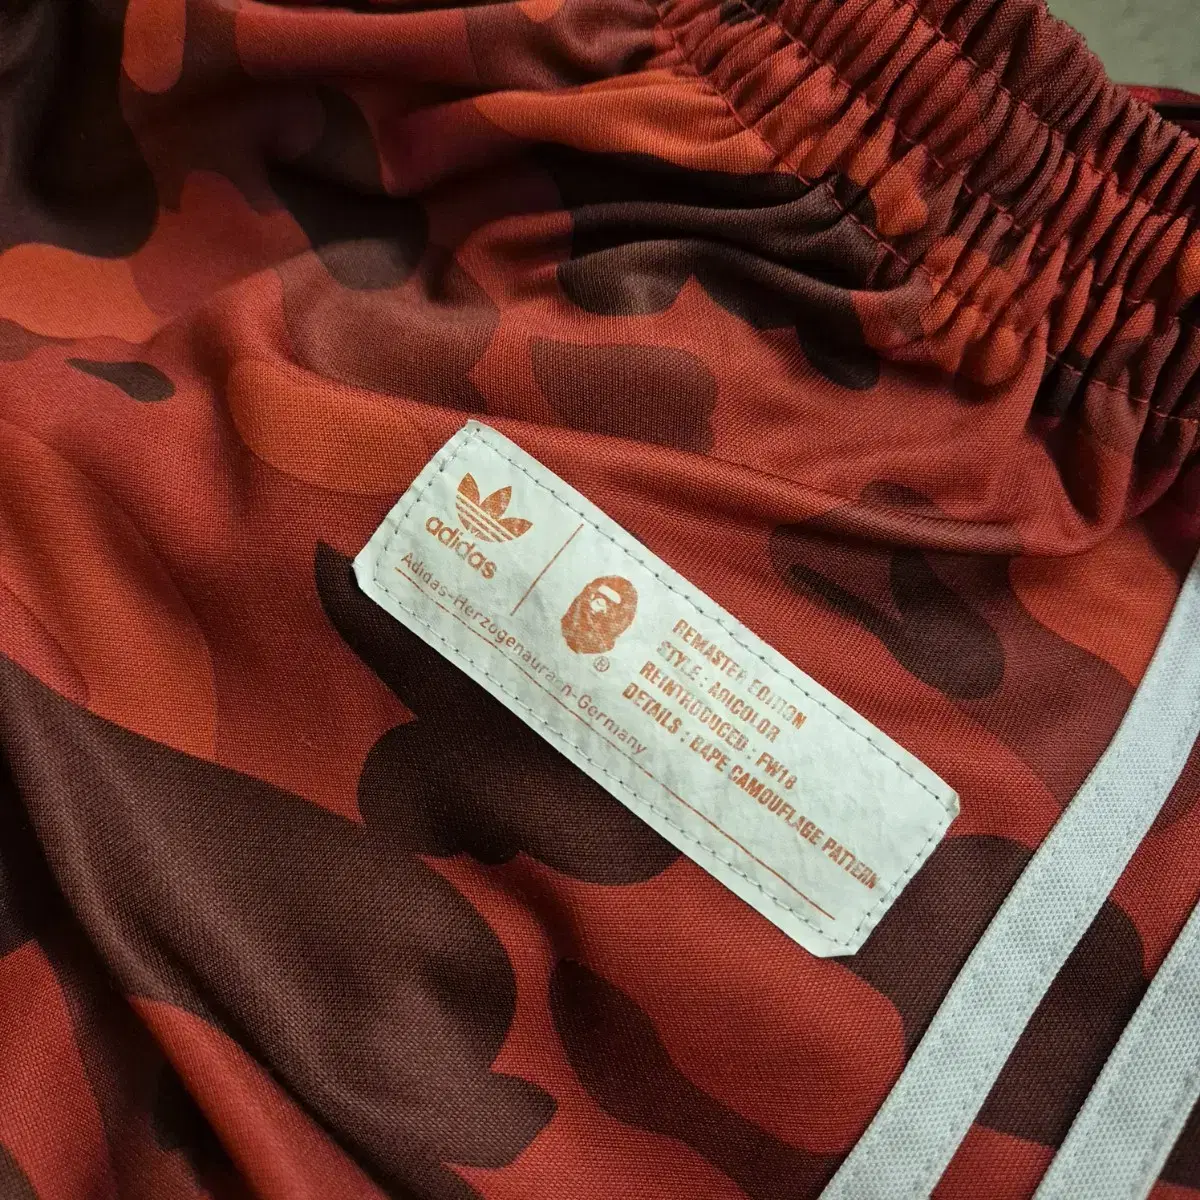 adidas
Adidas-Herzogenaurach-Germany
®
REMASTER EDITION
STYLE : ADICOLOR
REINTRODUCED : FW18
DETAILS : BAPE CAMOUFLAGE PATTERN